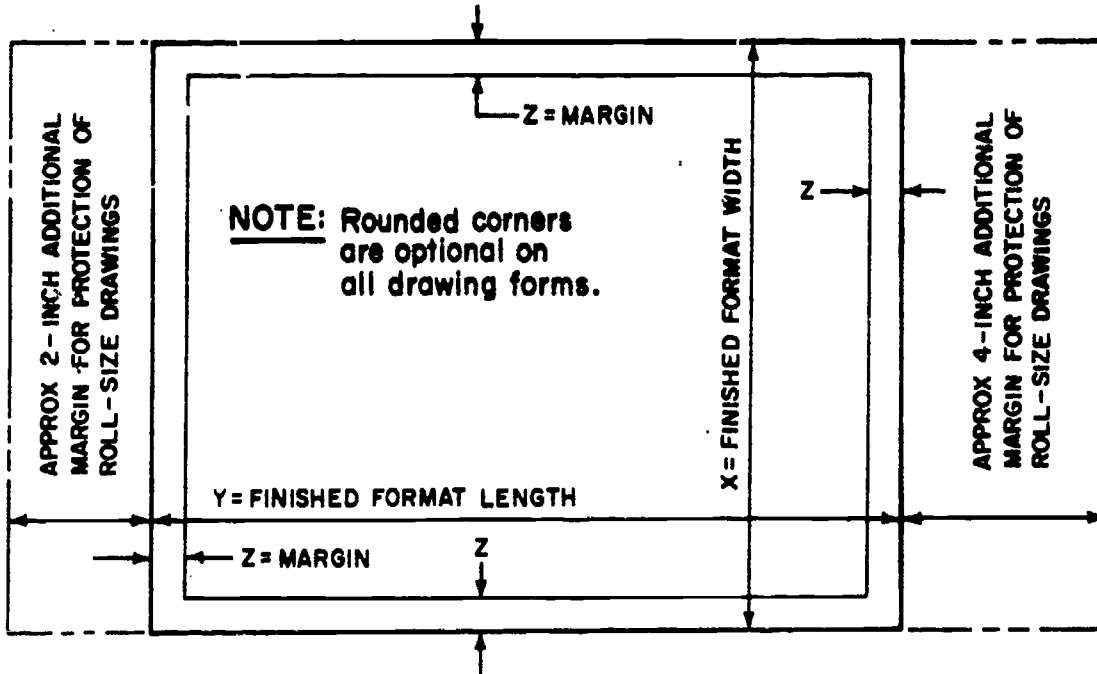 Z = MARGIN
APPROX 2-INCH ADDITIONAL
MARGIN FOR PROTECTION OF
ROLL-SIZE DRAWINGS
NOTE: Rounded corners
are optional on
all drawing forms.
X = FINISHED FORMAT WIDTH
Z
APPROX 4-INCH ADDITIONAL
MARGIN FOR PROTECTION OF
ROLL-SIZE DRAWINGS
Y = FINISHED FORMAT LENGTH
Z = MARGIN
Z